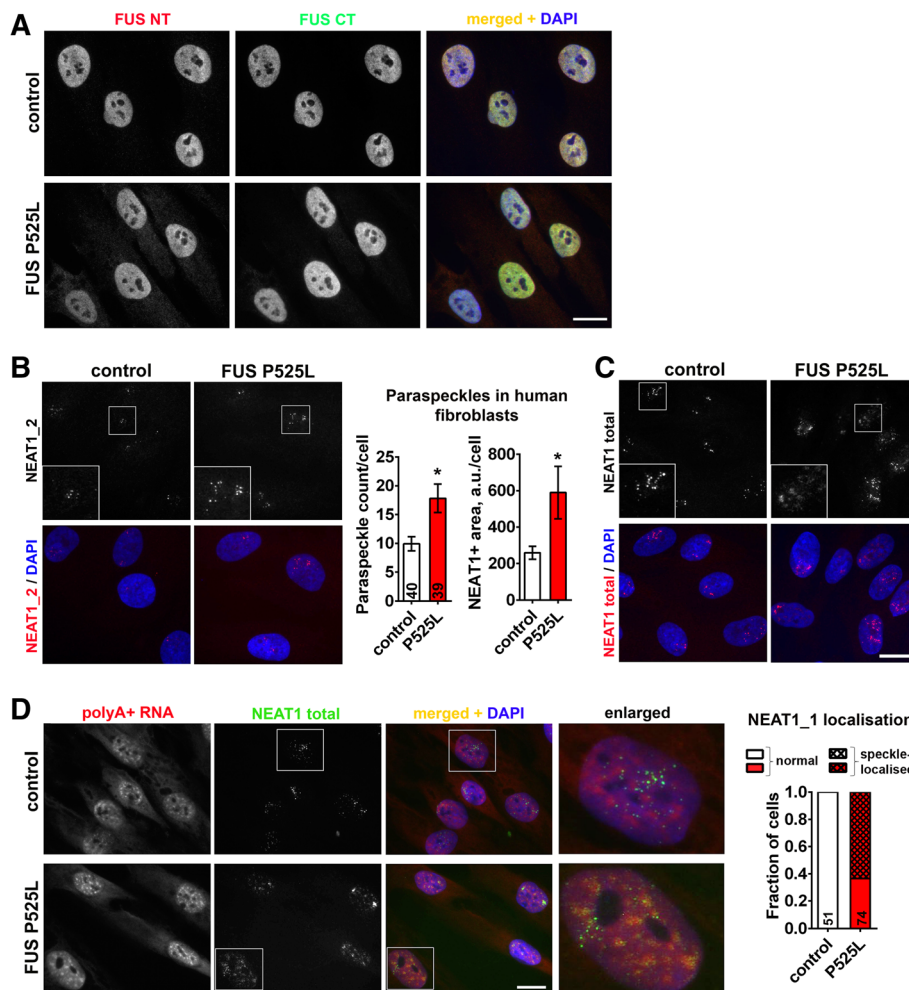 A
FUS NT
FUS CT
merged + DAPI
control
FUS P525L
B
control
FUS P525L
NEAT1_2
NEAT1_2 / DAPI
Paraspeckles in human
fibroblasts
Paraspeckle count/cell
25
20
15
10
5
0
*
40
39
control
P525L
NEAT1+ area, a.u./cell
800
600
400
200
0
*
control
P525L
C
control
FUS P525L
NEAT1 total
NEAT1 total / DAPI
D
polyA+ RNA
NEAT1 total
merged + DAPI
enlarged
control
FUS P525L
NEAT1_1 localisation
normal
speckle-
localised
Fraction of cells
1.0
0.8
0.6
0.4
0.2
0.0
51
74
control
P525L